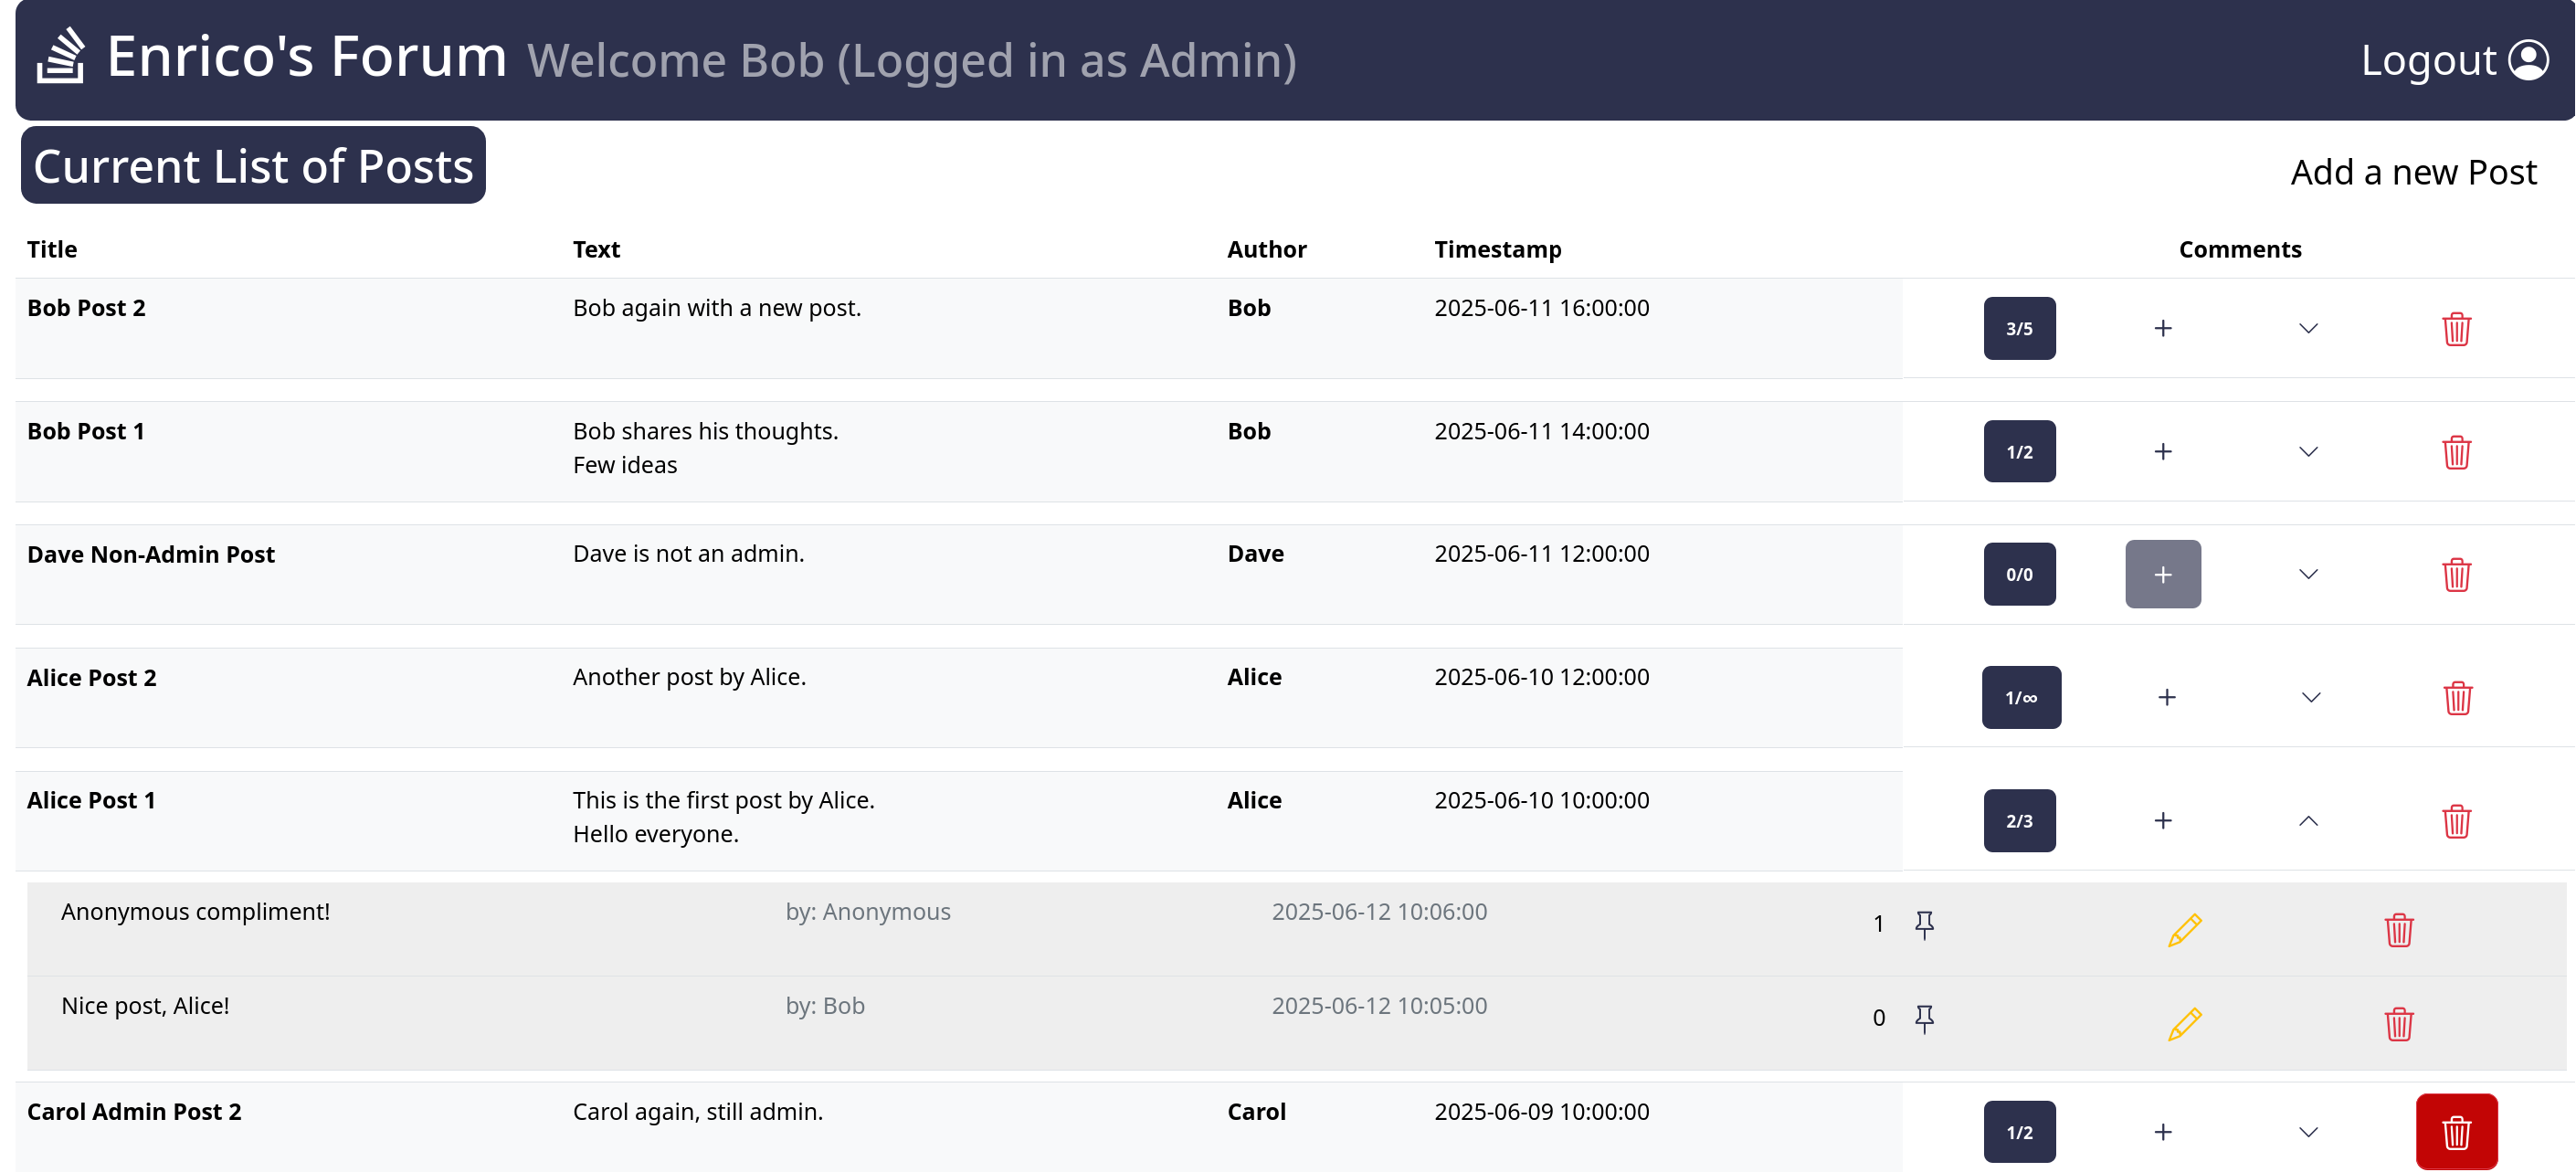 Enrico's Forum Welcome Bob (Logged in as Admin) Logout
Current List of Posts
Add a new Post
Title Text Author Timestamp Comments
Bob Post 2 Bob again with a new post. Bob 2025-06-11 16:00:00 3/5 +
Bob Post 1 Bob shares his thoughts. Bob 2025-06-11 14:00:00 1/2 +
Few ideas
Dave Non-Admin Post Dave is not an admin. Dave 2025-06-11 12:00:00 0/0 +
Alice Post 2 Another post by Alice. Alice 2025-06-10 12:00:00 1/∞ +
Alice Post 1 This is the first post by Alice. Alice 2025-06-10 10:00:00 2/3 +
Hello everyone.
Anonymous compliment! by: Anonymous 2025-06-12 10:06:00 1
Nice post, Alice! by: Bob 2025-06-12 10:05:00 0
Carol Admin Post 2 Carol again, still admin. Carol 2025-06-09 10:00:00 1/2 +